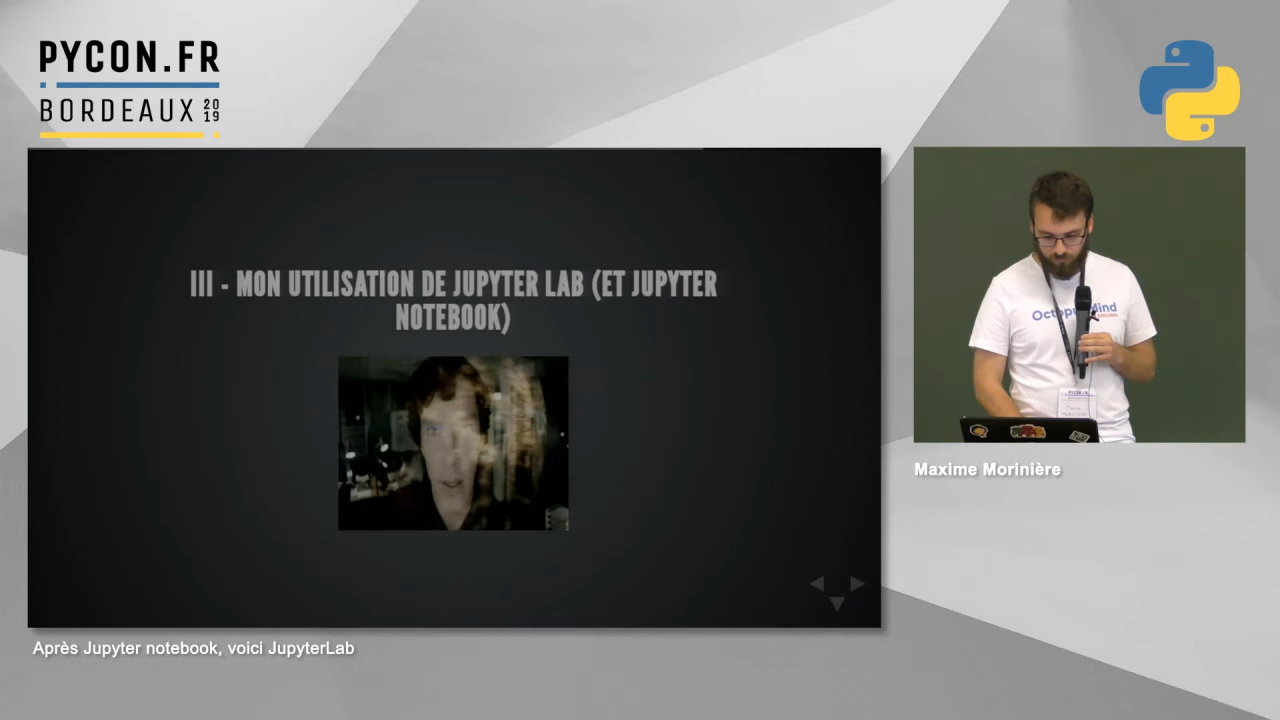 PYCON.FR
BORDEAUX 2019
III - MON UTILISATION DE JUPYTER LAB (ET JUPYTER
NOTEBOOK)
OctopusMind
Maxime Morinière
Après Jupyter notebook, voici JupyterLab